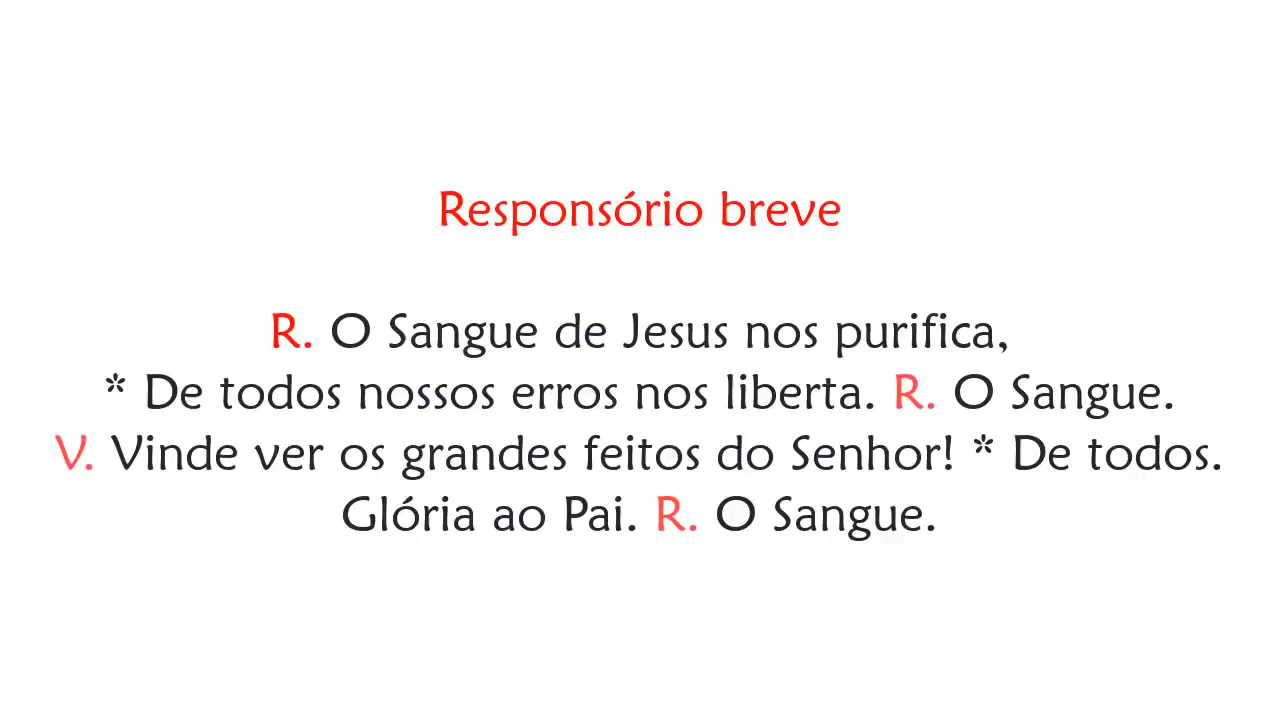 Responsório breve
R. O Sangue de Jesus nos purifica,
* De todos nossos erros nos liberta. R. O Sangue.
V. Vinde ver os grandes feitos do Senhor! * De todos.
Glória ao Pai. R. O Sangue.